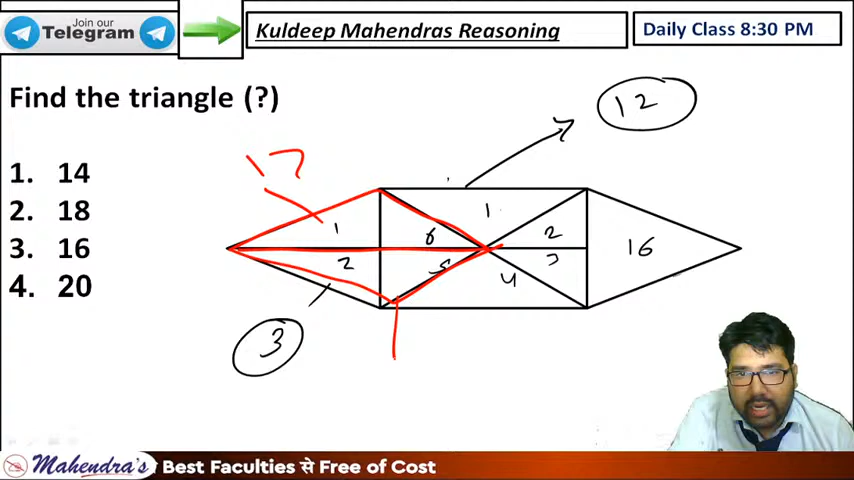 Join our
Telegram
Kuldeep Mahendras Reasoning
Daily Class 8:30 PM
Find the triangle (?)
12
17
1. 14
2. 18
3. 16
4. 20
1
1
6
2
2
5
3
4
16
3
Mahendra's
Best Faculties से Free of Cost